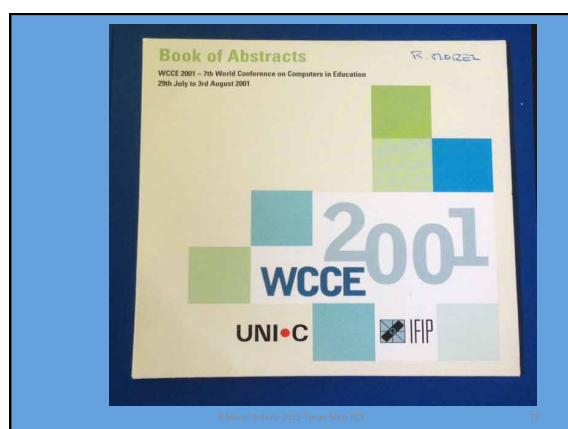 Book of Abstracts
R. MOREL
WCCE 2001 – 7th World Conference on Computers in Education
29th July to 3rd August 2001
2001
WCCE
UNI•C
IFIP